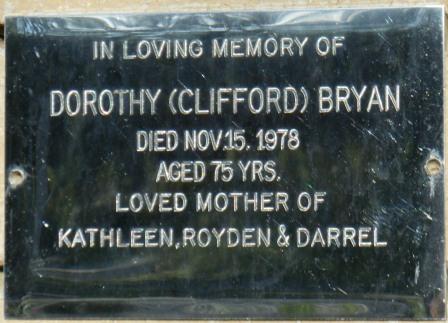 IN LOVING MEMORY OF
DOROTHY (CLIFFORD) BRYAN
DIED NOV.15. 1978
AGED 75 YRS.
LOVED MOTHER OF
KATHLEEN, ROYDEN & DARREL